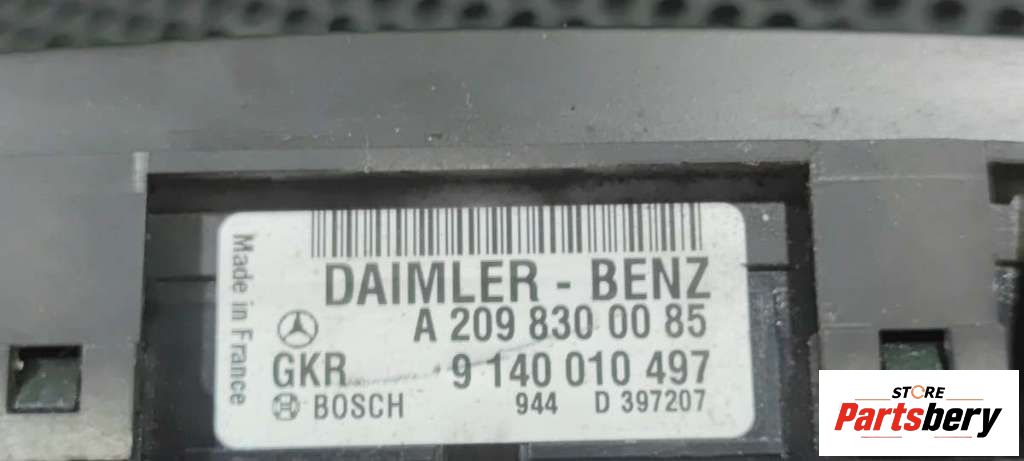 Made in France
DAIMLER - BENZ
A 209 830 00 85
GKR 9 140 010 497
BOSCH 944 D 397207
STORE
Partsbery